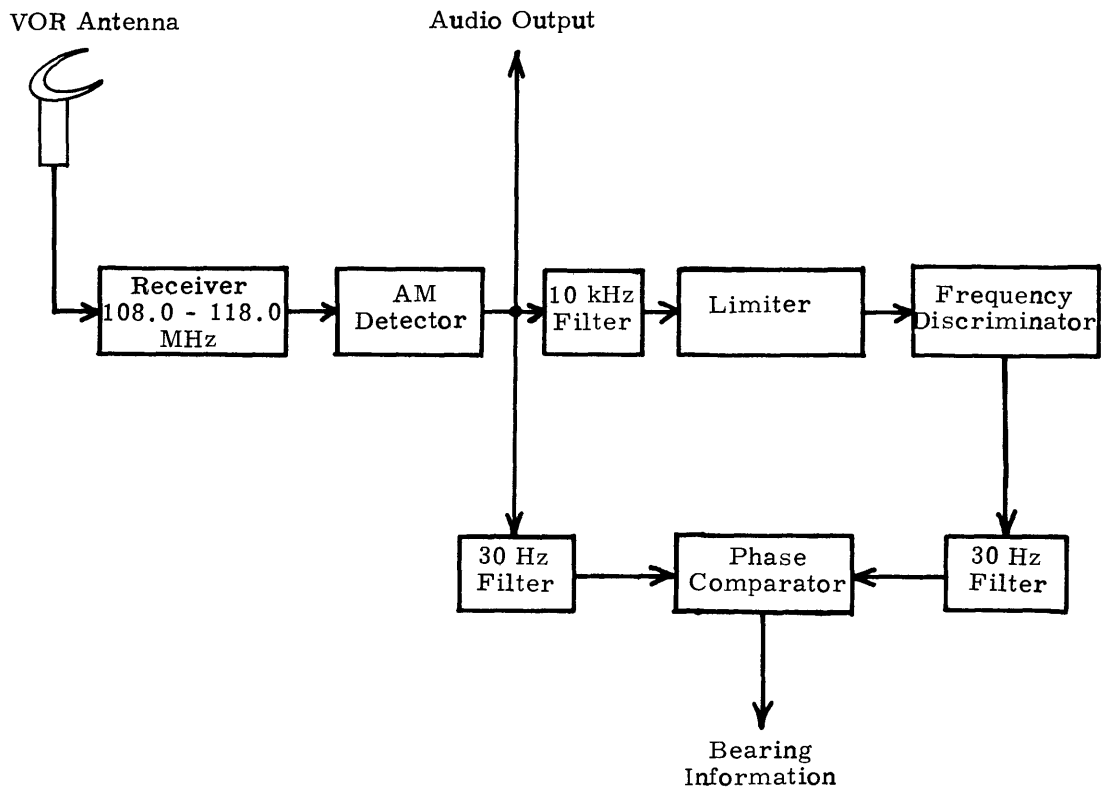 VOR Antenna
Audio Output
Receiver
108.0 - 118.0
MHz
AM
Detector
10 kHz
Filter
Limiter
Frequency
Discriminator
30 Hz
Filter
Phase
Comparator
30 Hz
Filter
Bearing
Information